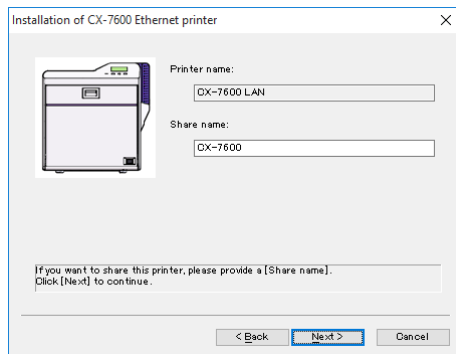 Installation of CX-7600 Ethernet printer
Printer name:
CX-7600 LAN
Share name:
CX-7600
If you want to share this printer, please provide a [Share name].
Click [Next] to continue.
< Back
Next >
Cancel